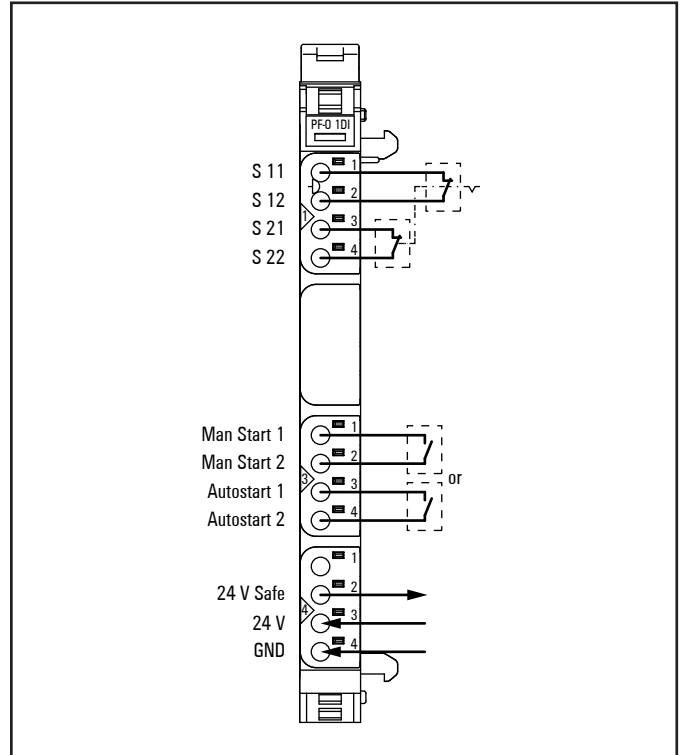 PF-O 1DI
S 11 1
S 12 2
S 21 1 3
S 22 4
Man Start 1 1
Man Start 2 2
or
Autostart 1 3 3
Autostart 2 4
1
24 V Safe 2
24 V 4 3
GND 4